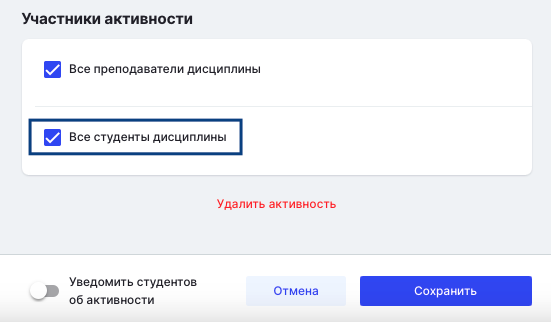 Участники активности
Все преподаватели дисциплины
Все студенты дисциплины
Удалить активность
Уведомить студентов
об активности
Отмена
Сохранить